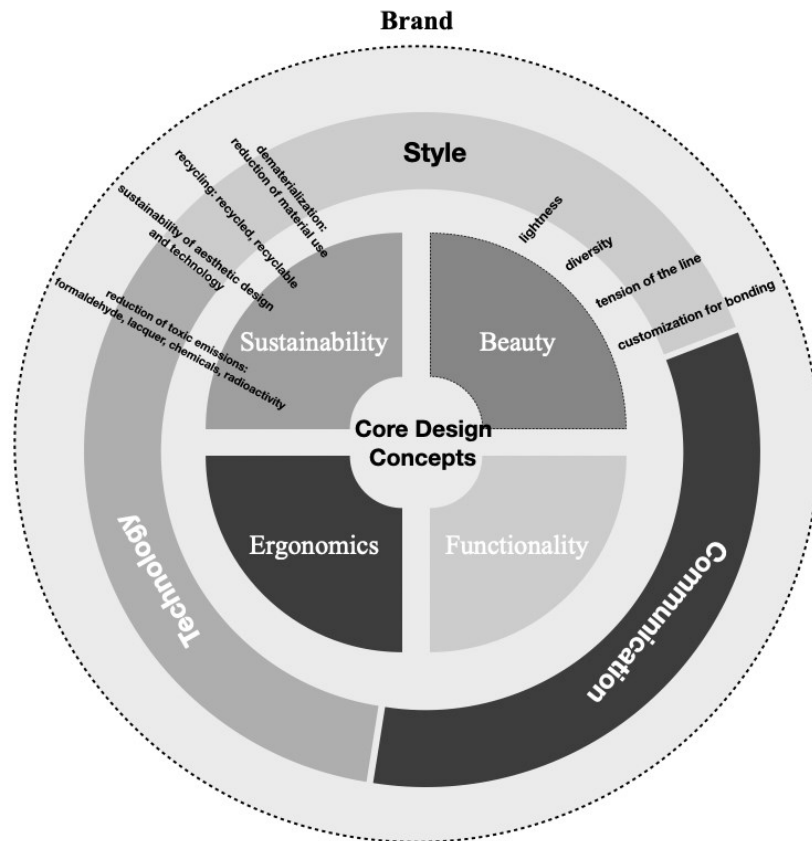 Brand
Style
dematerialization:
reduction of material use
recycling: recycled, recyclable
sustainability of aesthetic design
and technology
reduction of toxic emissions:
formaldehyde, lacquer, chemicals, radioactivity
lightness
diversity
tension of the line
customization for bonding
Sustainability
Beauty
Core Design
Concepts
Ergonomics
Functionality
Technology
Communication